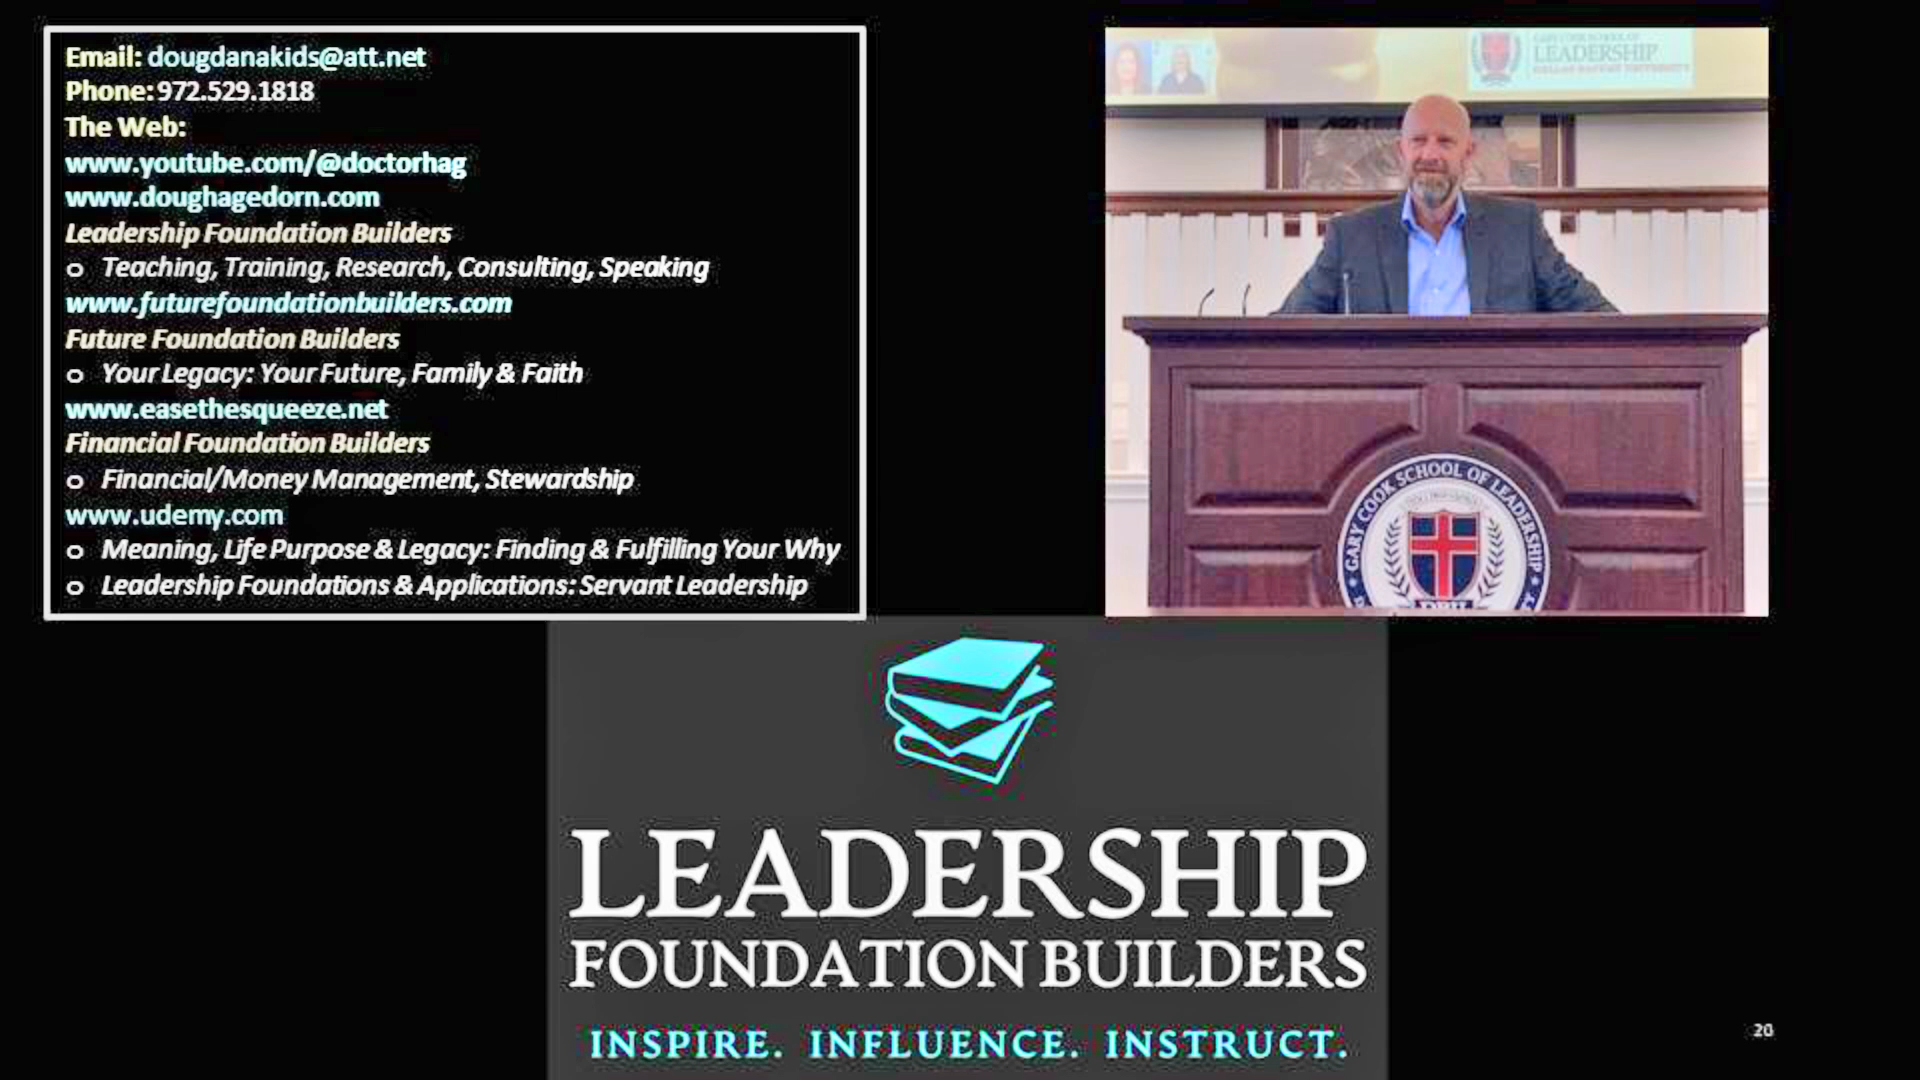 Email: dougdanakids@att.net
Phone: 972.529.1818
The Web:
www.youtube.com/@doctorhag
www.doughagedorn.com
Leadership Foundation Builders
o Teaching, Training, Research, Consulting, Speaking
www.futurefoundationbuilders.com
Future Foundation Builders
o Your Legacy: Your Future, Family & Faith
www.easethesqueeze.net
Financial Foundation Builders
o Financial/Money Management, Stewardship
www.udemy.com
o Meaning, Life Purpose & Legacy: Finding & Fulfilling Your Why
o Leadership Foundations & Applications: Servant Leadership
LEADERSHIP
GARY COOK SCHOOL OF LEADERSHIP
LEADERSHIP
FOUNDATION BUILDERS
INSPIRE. INFLUENCE. INSTRUCT.
20